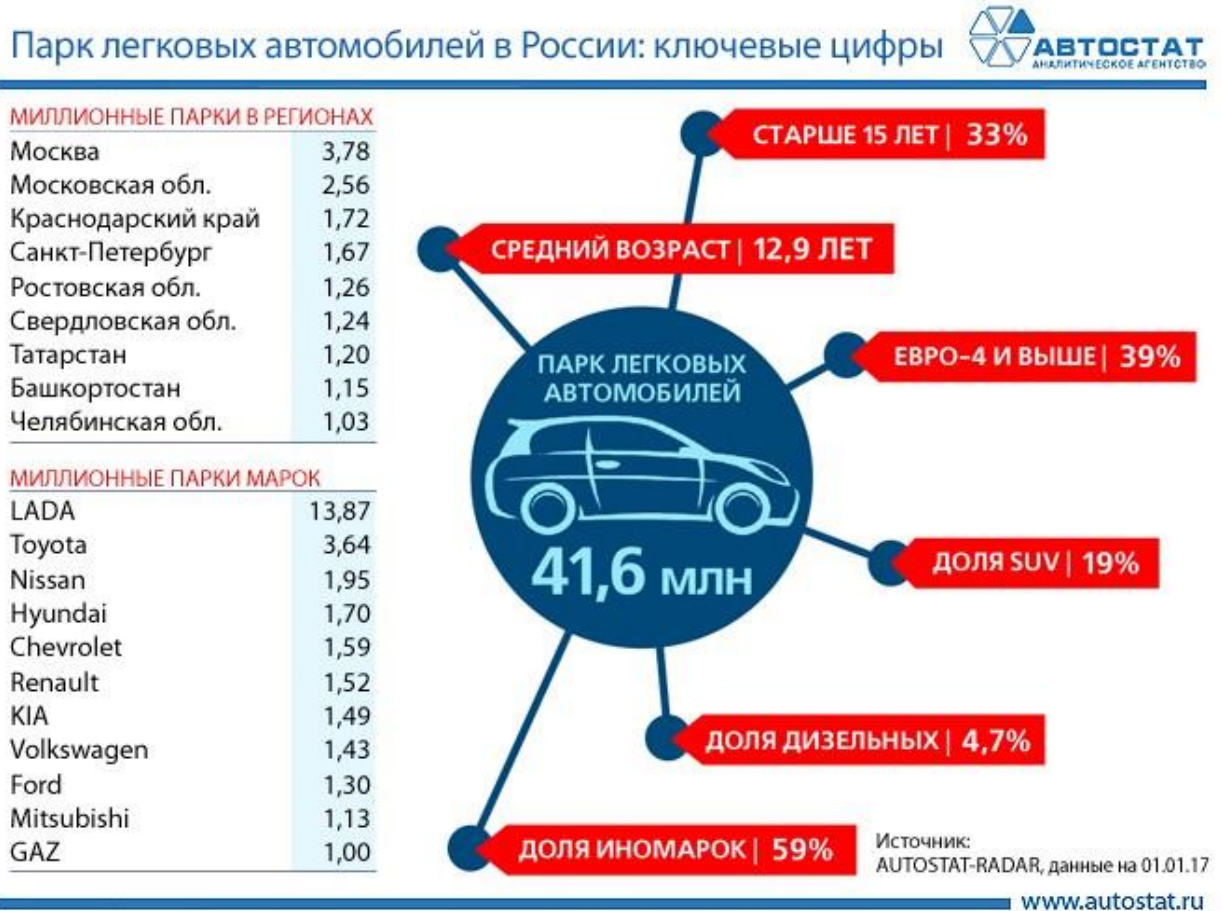 Парк легковых автомобилей в России: ключевые цифры
АВТОСТАТ
АНАЛИТИЧЕСКОЕ АГЕНТСТВО
МИЛЛИОННЫЕ ПАРКИ В РЕГИОНАХ
Москва 3,78
Московская обл. 2,56
Краснодарский край 1,72
Санкт-Петербург 1,67
Ростовская обл. 1,26
Свердловская обл. 1,24
Татарстан 1,20
Башкортостан 1,15
Челябинская обл. 1,03
МИЛЛИОННЫЕ ПАРКИ МАРОК
LADA 13,87
Toyota 3,64
Nissan 1,95
Hyundai 1,70
Chevrolet 1,59
Renault 1,52
KIA 1,49
Volkswagen 1,43
Ford 1,30
Mitsubishi 1,13
GAZ 1,00
СТАРШЕ 15 ЛЕТ | 33%
СРЕДНИЙ ВОЗРАСТ | 12,9 ЛЕТ
ЕВРО-4 И ВЫШЕ | 39%
ПАРК ЛЕГКОВЫХ
АВТОМОБИЛЕЙ
41,6 млн
ДОЛЯ SUV | 19%
ДОЛЯ ДИЗЕЛЬНЫХ | 4,7%
ДОЛЯ ИНОМАРОК | 59%
Источник:
AUTOSTAT-RADAR, данные на 01.01.17
www.autostat.ru